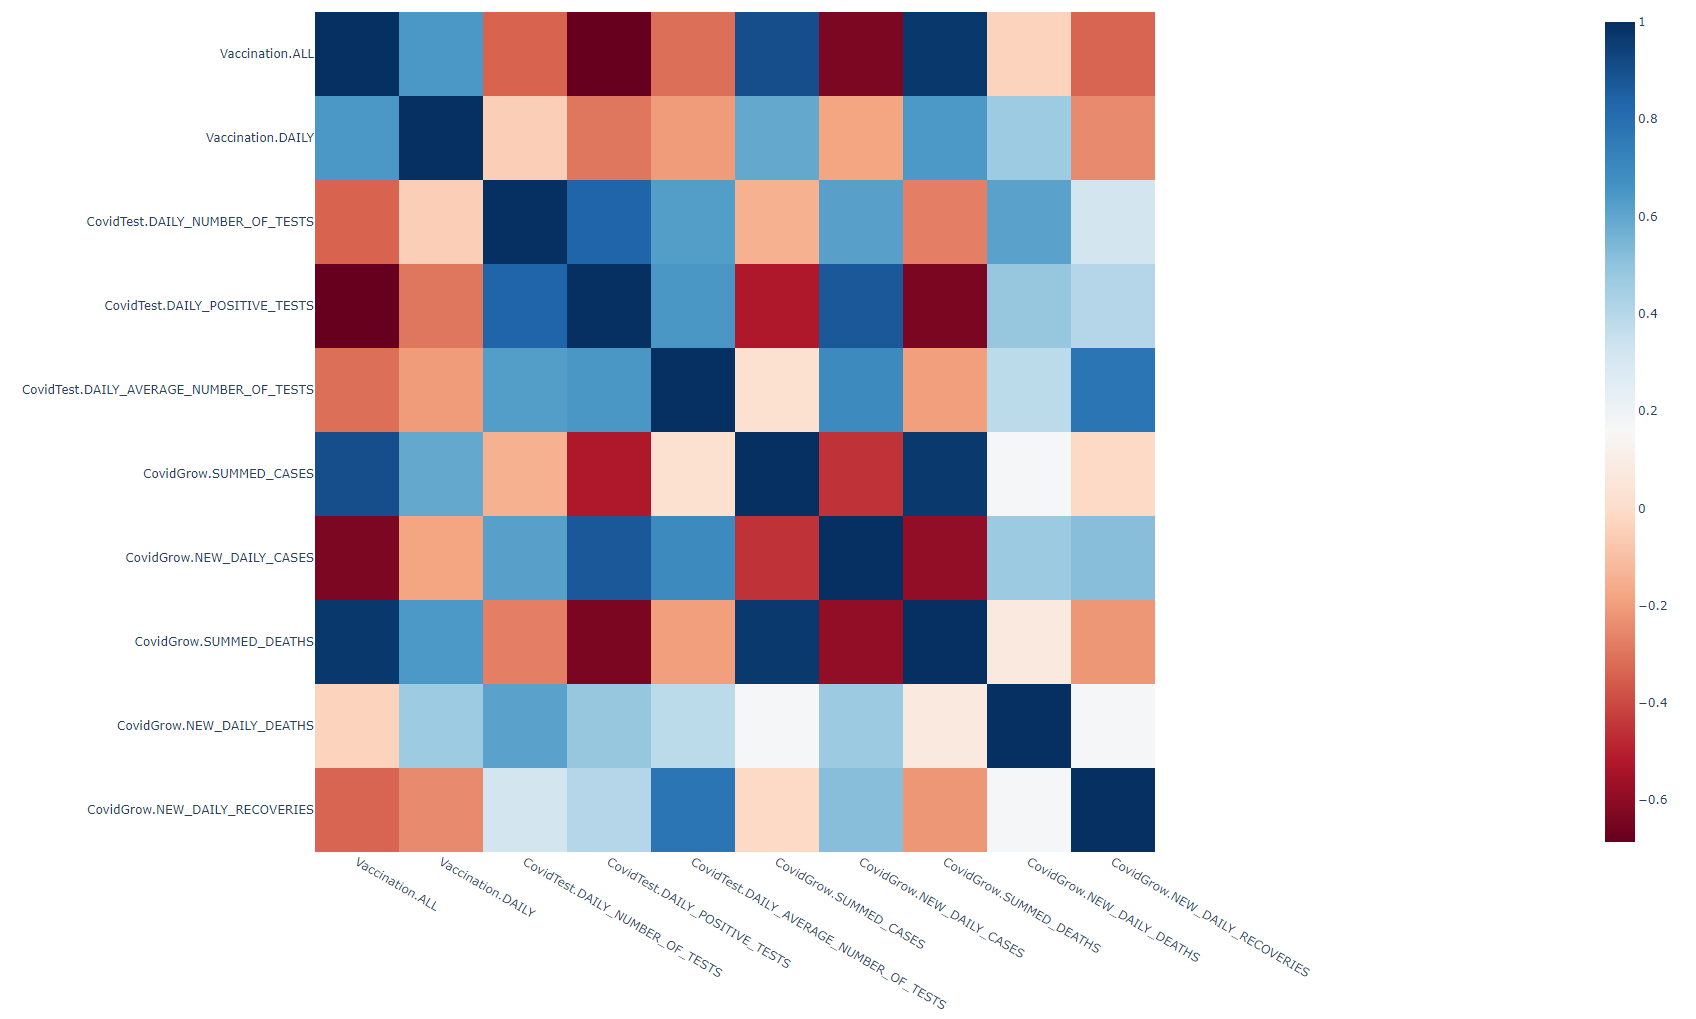 Vaccination.ALL
Vaccination.DAILY
CovidTest.DAILY_NUMBER_OF_TESTS
CovidTest.DAILY_POSITIVE_TESTS
CovidTest.DAILY_AVERAGE_NUMBER_OF_TESTS
CovidGrow.SUMMED_CASES
CovidGrow.NEW_DAILY_CASES
CovidGrow.SUMMED_DEATHS
CovidGrow.NEW_DAILY_DEATHS
CovidGrow.NEW_DAILY_RECOVERIES
Vaccination.ALL
Vaccination.DAILY
CovidTest.DAILY_NUMBER_OF_TESTS
CovidTest.DAILY_POSITIVE_TESTS
CovidTest.DAILY_AVERAGE_NUMBER_OF_TESTS
CovidGrow.SUMMED_CASES
CovidGrow.NEW_DAILY_CASES
CovidGrow.SUMMED_DEATHS
CovidGrow.NEW_DAILY_DEATHS
CovidGrow.NEW_DAILY_RECOVERIES
1
0.8
0.6
0.4
0.2
0
−0.2
−0.4
−0.6